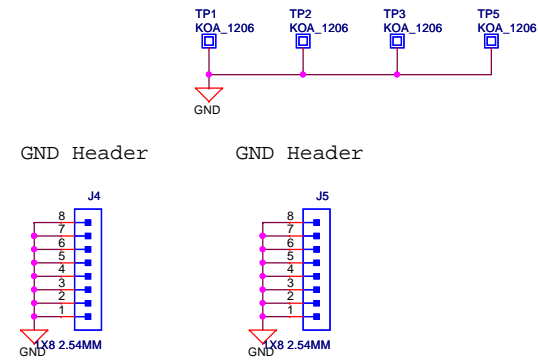 TP1 TP2 TP3 TP5
KOA_1206 KOA_1206 KOA_1206 KOA_1206
GND
GND Header GND Header
J4 J5
8 8
7 7
6 6
5 5
4 4
3 3
2 2
1 1
1X8 2.54MM 1X8 2.54MM
GND GND